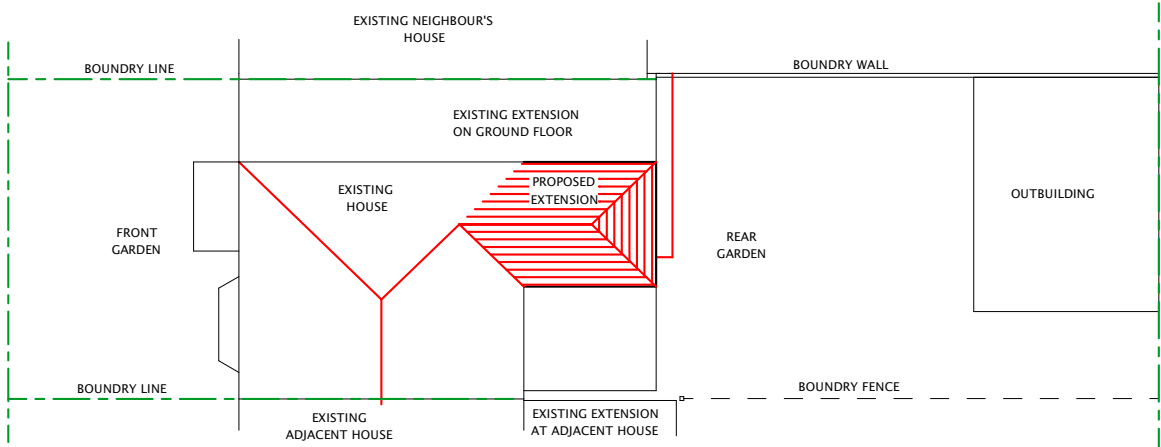 EXISTING NEIGHBOUR'S
HOUSE
BOUNDRY LINE
BOUNDRY WALL
EXISTING EXTENSION
ON GROUND FLOOR
EXISTING
HOUSE
PROPOSED
EXTENSION
OUTBUILDING
FRONT
GARDEN
REAR
GARDEN
BOUNDRY LINE
BOUNDRY FENCE
EXISTING
ADJACENT HOUSE
EXISTING EXTENSION
AT ADJACENT HOUSE